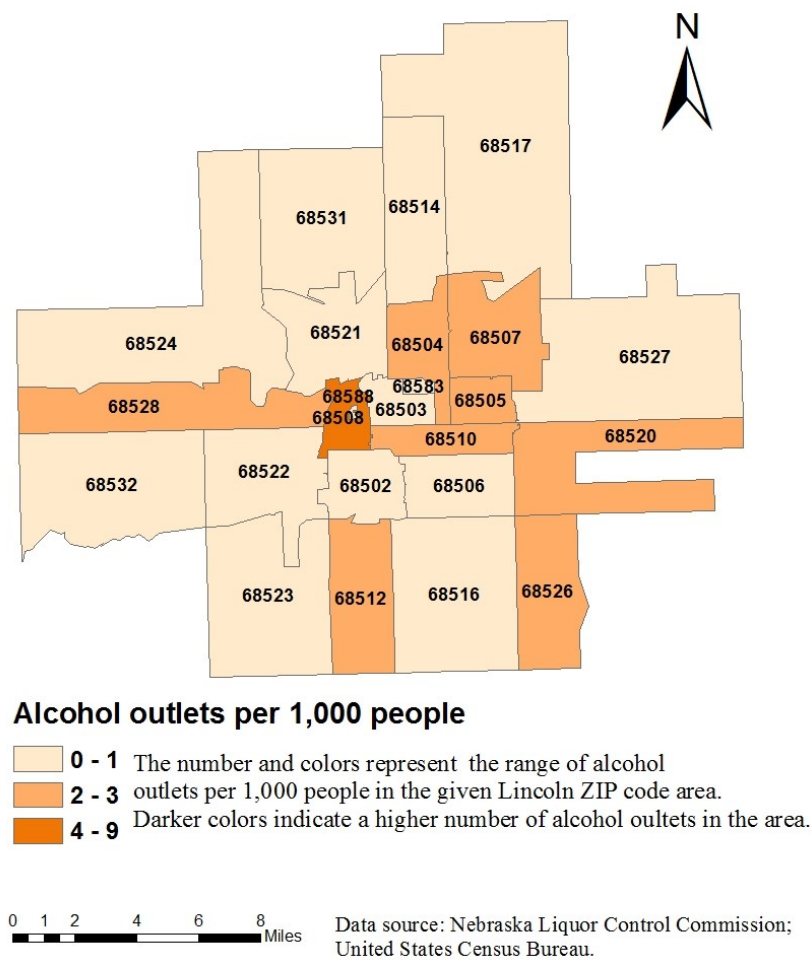 N
68517
68531
68514
68521
68524
68504
68507
68527
68583
68588
68528
68503
68505
68508
68510
68520
68522
68532
68502
68506
68523
68512
68516
68526
Alcohol outlets per 1,000 people
0 - 1
2 - 3
4 - 9
The number and colors represent the range of alcohol
outlets per 1,000 people in the given Lincoln ZIP code area.
Darker colors indicate a higher number of alcohol oultets in the area.
0 1 2 4 6 8
Miles
Data source: Nebraska Liquor Control Commission;
United States Census Bureau.